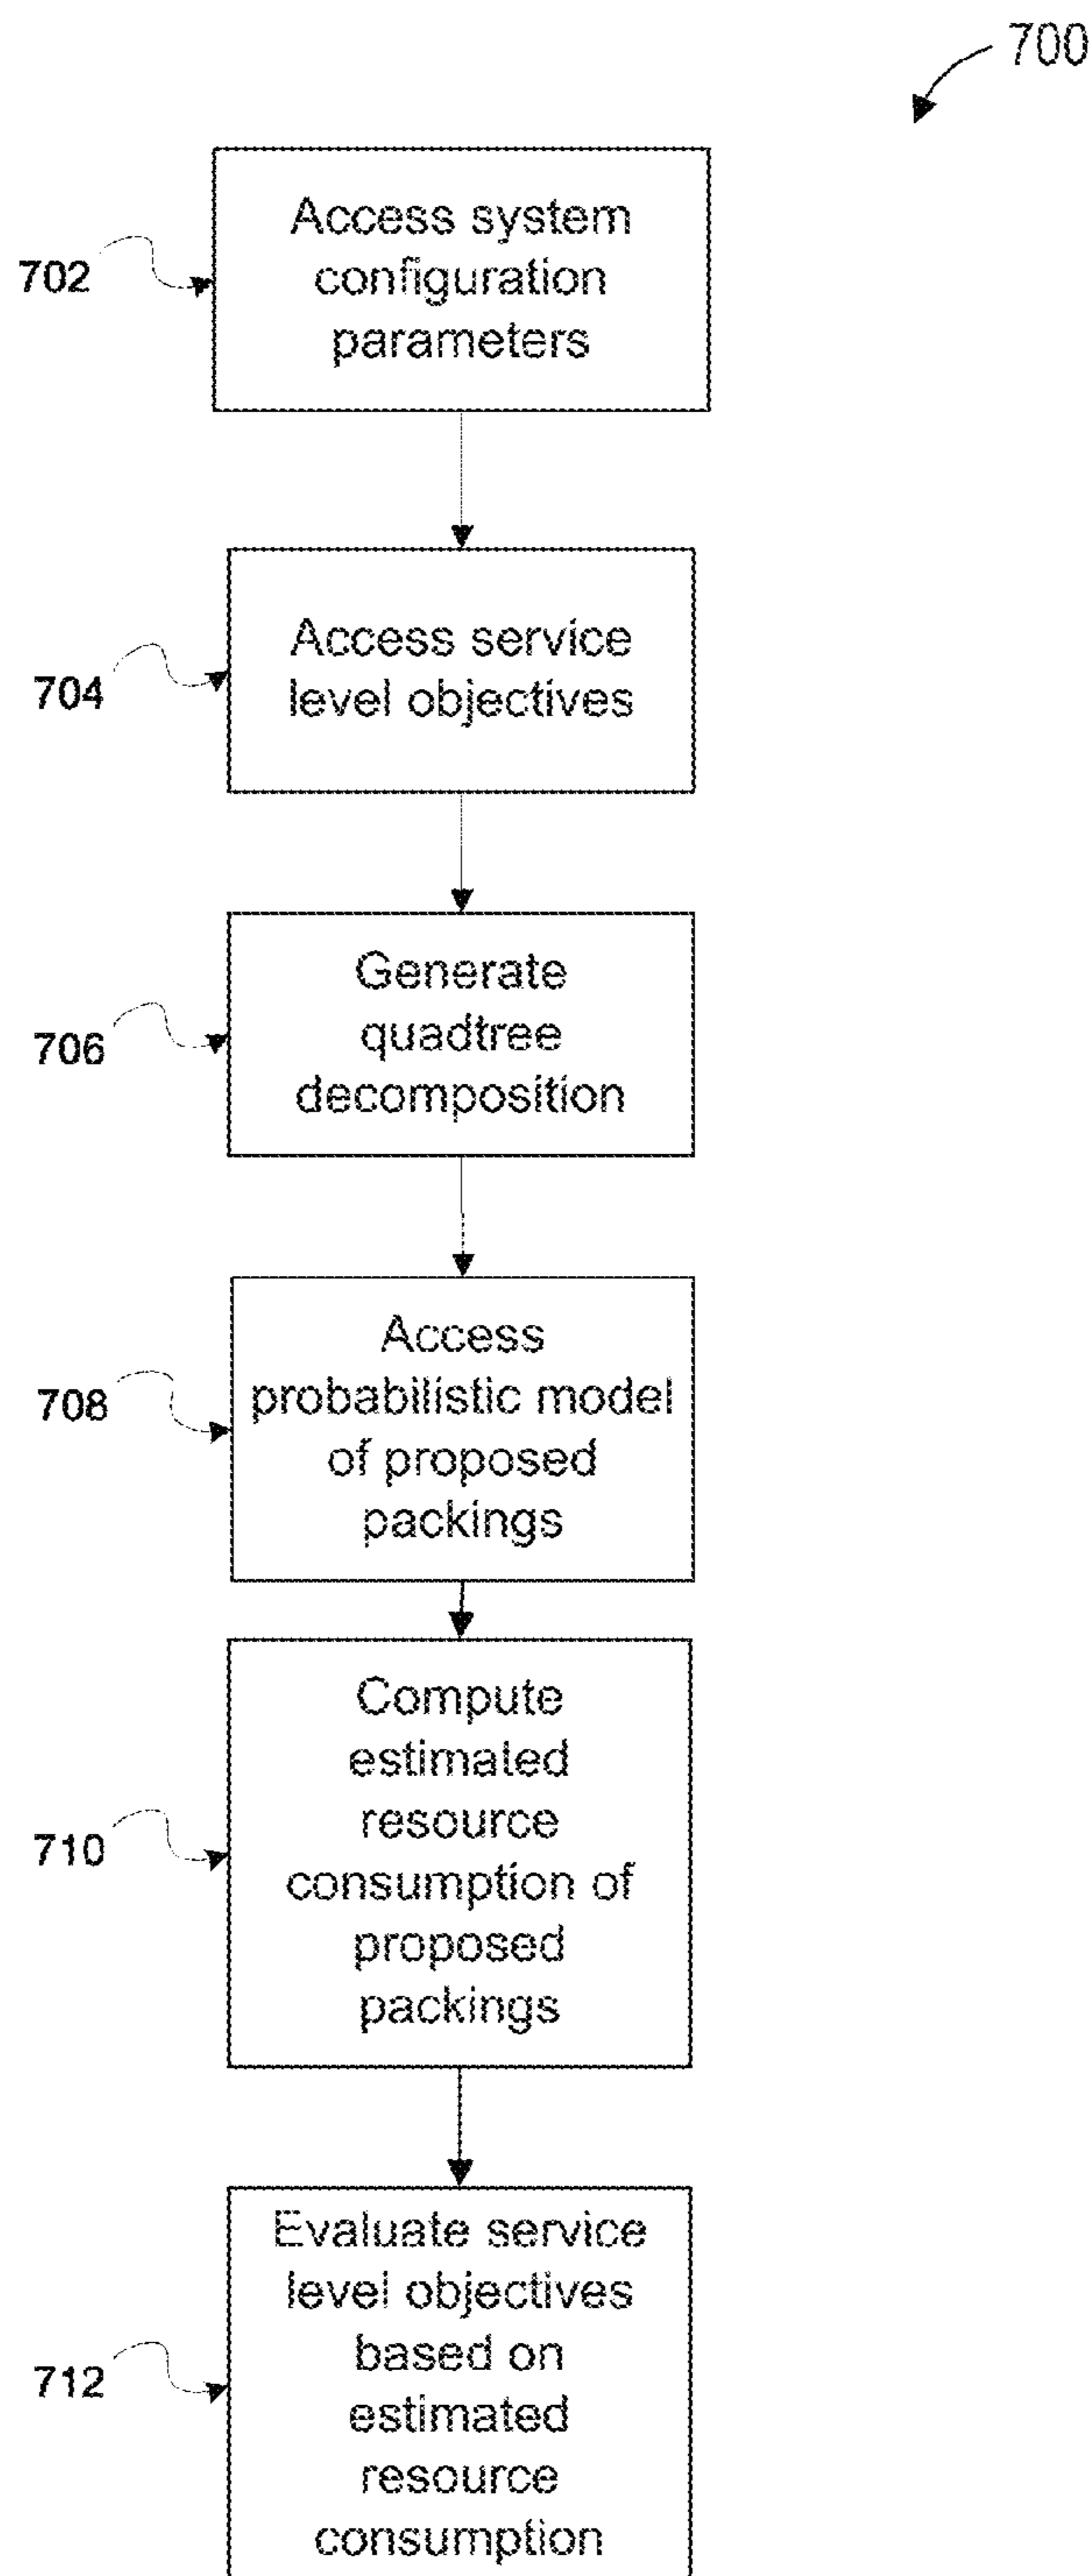 700
Access system
configuration
parameters
702
Access service
level objectives
704
Generate
quadtree
decomposition
706
Access
probabilistic model
of proposed
packings
708
Compute
estimated
resource
consumption of
proposed
packings
710
Evaluate service
level objectives
based on
estimated
resource
consumption
712